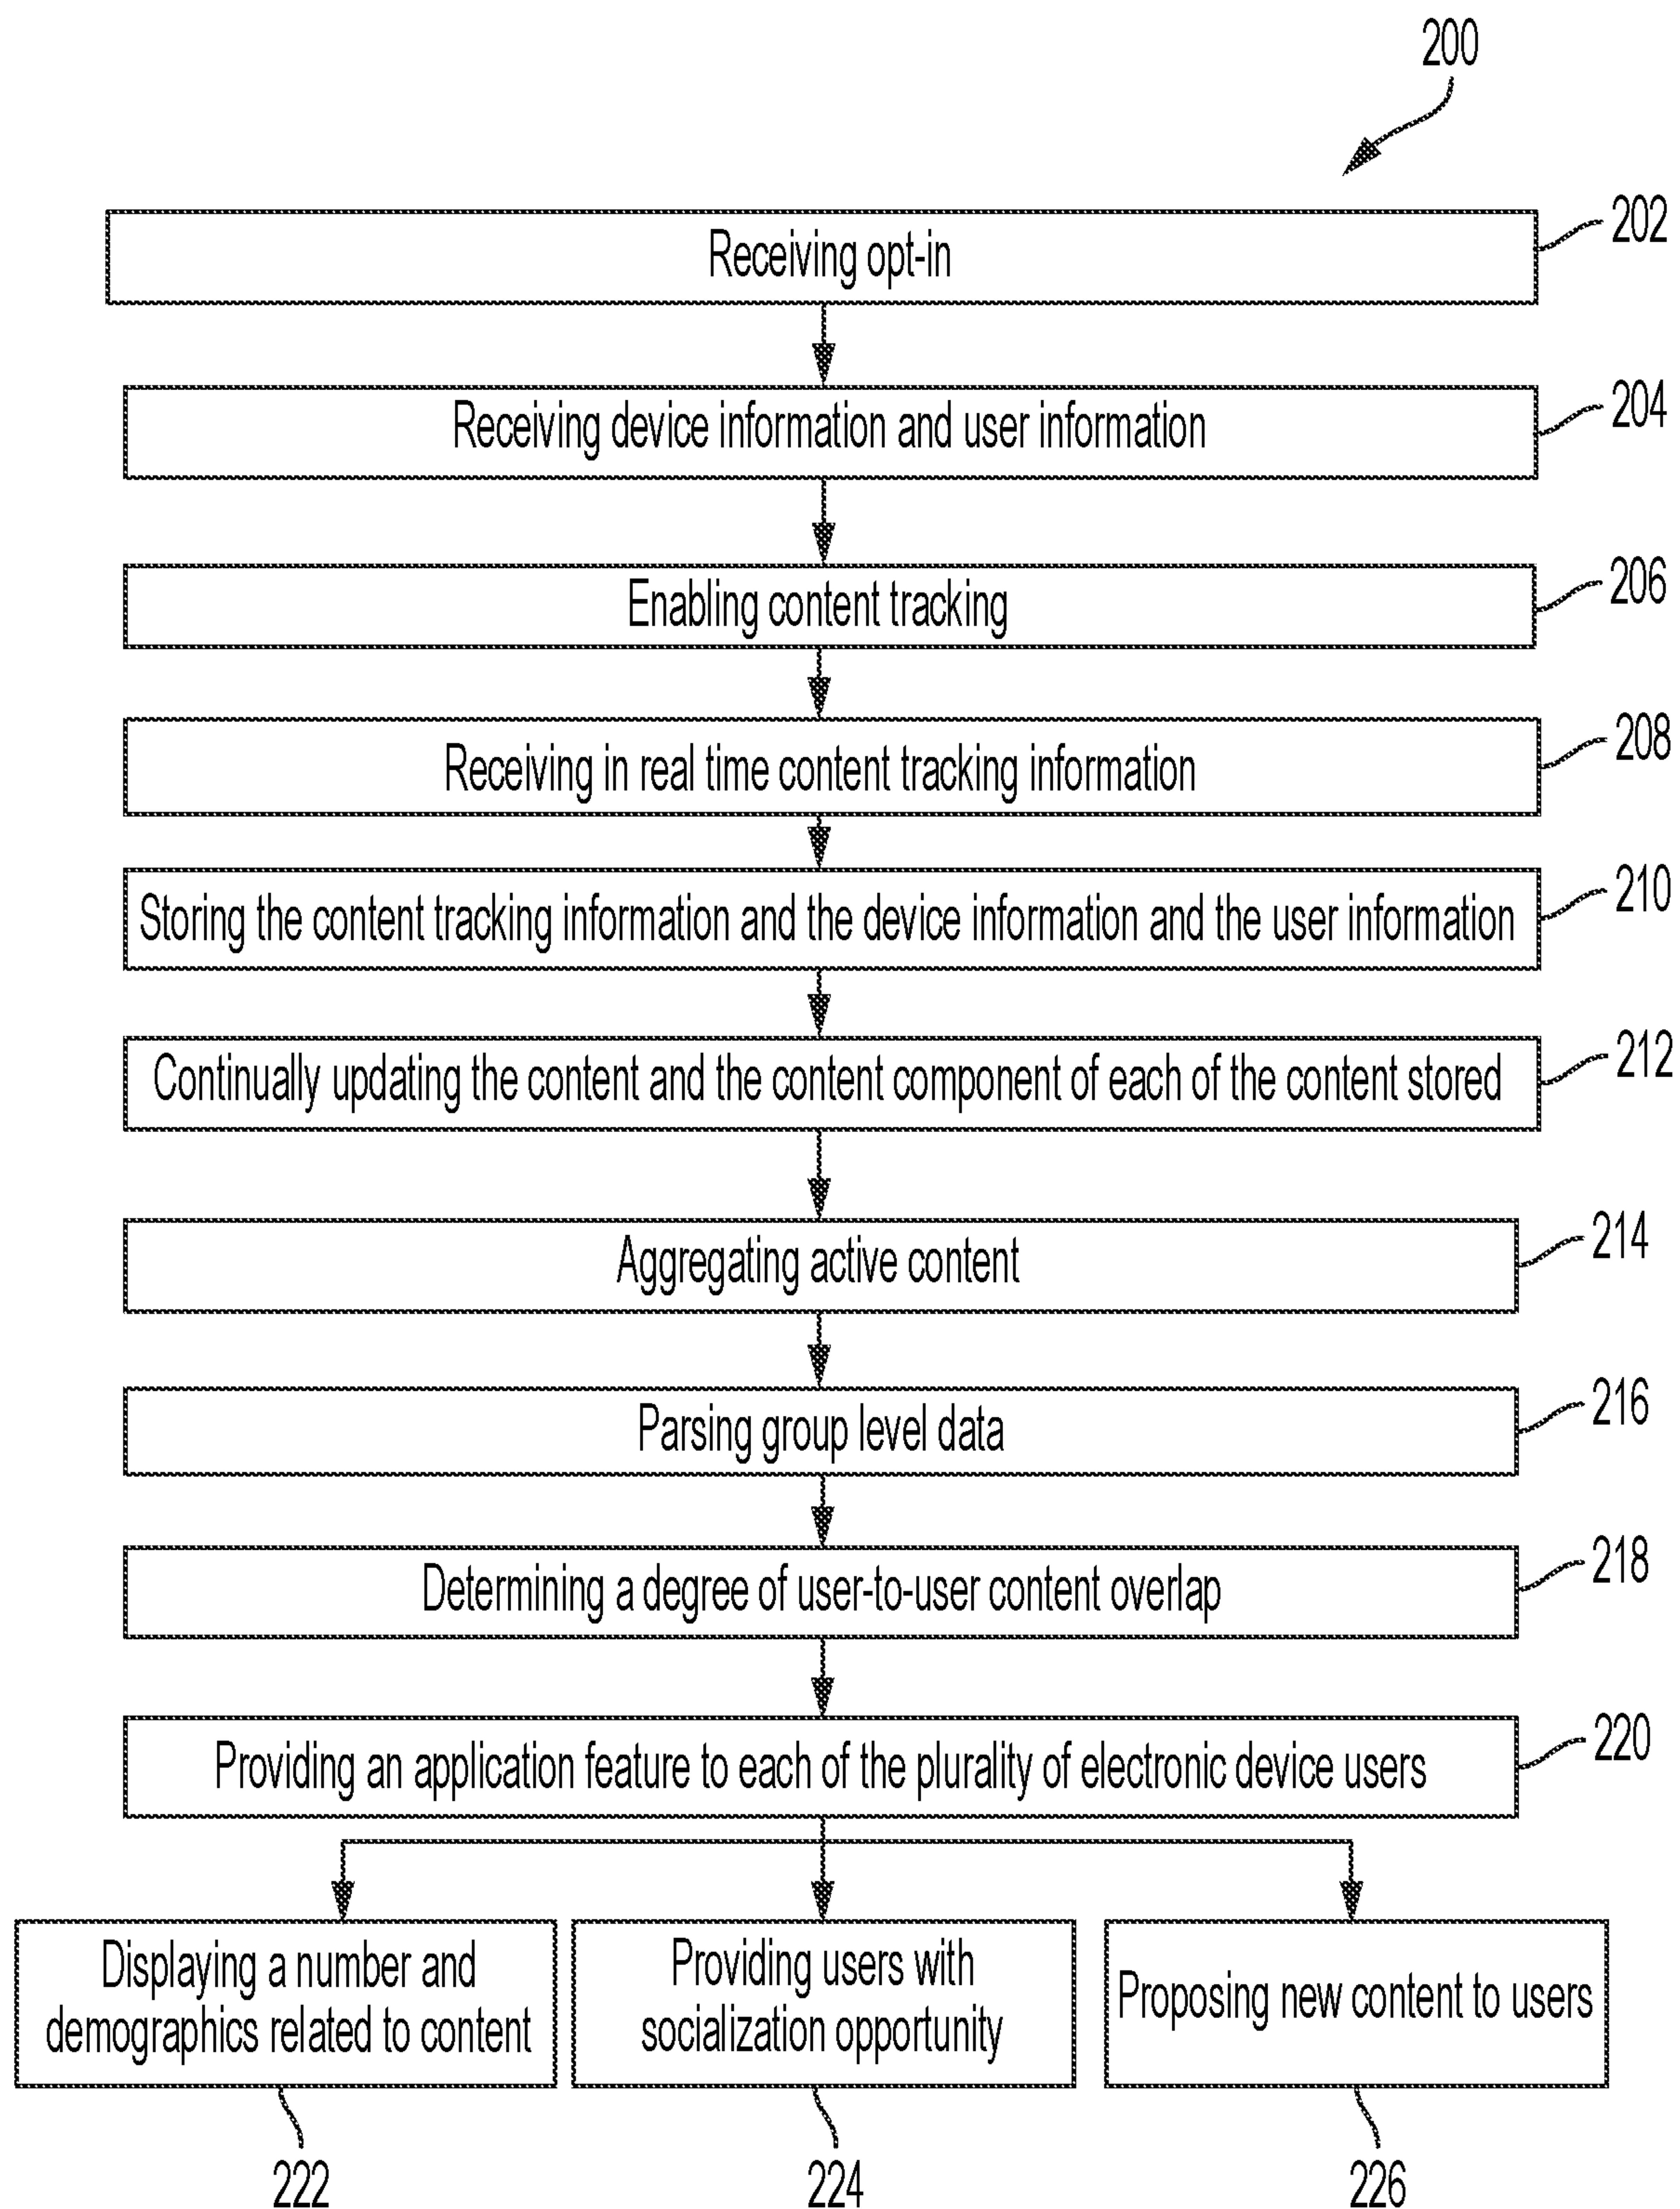 200
Receiving opt-in
202
Receiving device information and user information
204
Enabling content tracking
206
Receiving in real time content tracking information
208
Storing the content tracking information and the device information and the user information
210
Continually updating the content and the content component of each of the content stored
212
Aggregating active content
214
Parsing group level data
216
Determining a degree of user-to-user content overlap
218
Providing an application feature to each of the plurality of electronic device users
220
Displaying a number and
demographics related to content
Providing users with
socialization opportunity
Proposing new content to users
222
224
226